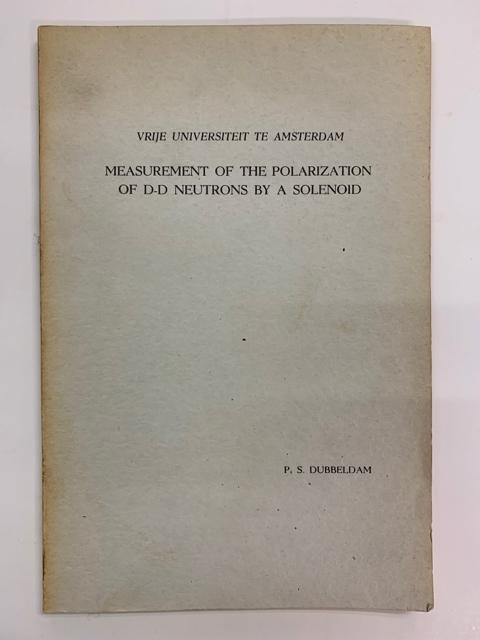 VRIJE UNIVERSITEIT TE AMSTERDAM
MEASUREMENT OF THE POLARIZATION
OF D-D NEUTRONS BY A SOLENOID
P. S. DUBBELDAM